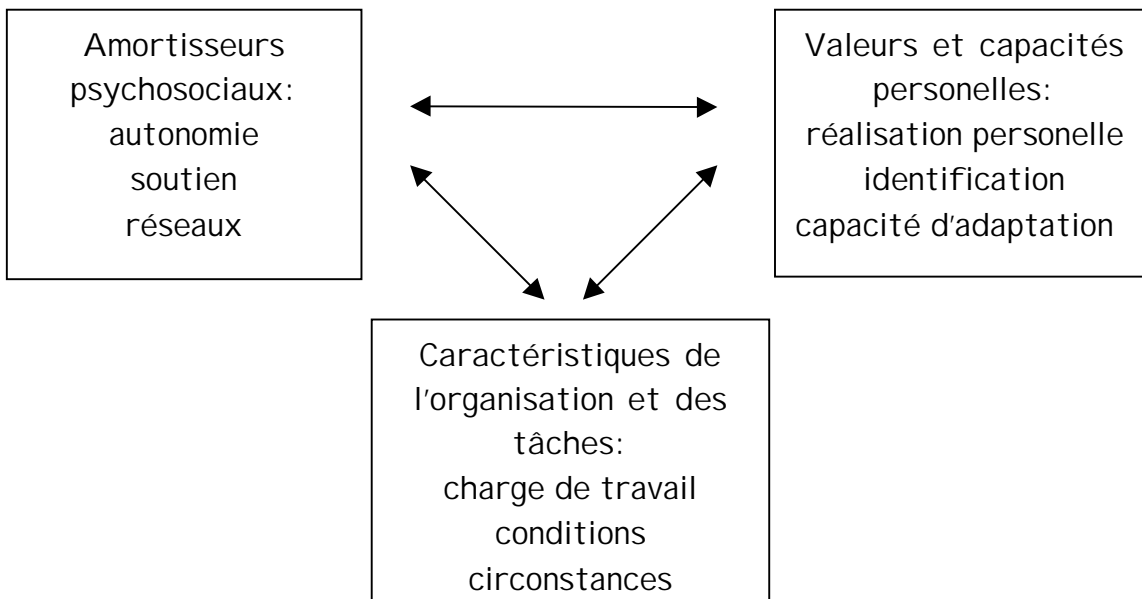 Amortisseurs
psychosociaux:
autonomie
soutien
réseaux
Valeurs et capacités
personelles:
réalisation personelle
identification
capacité d'adaptation
Caractéristiques de
l'organisation et des
tâches:
charge de travail
conditions
circonstances